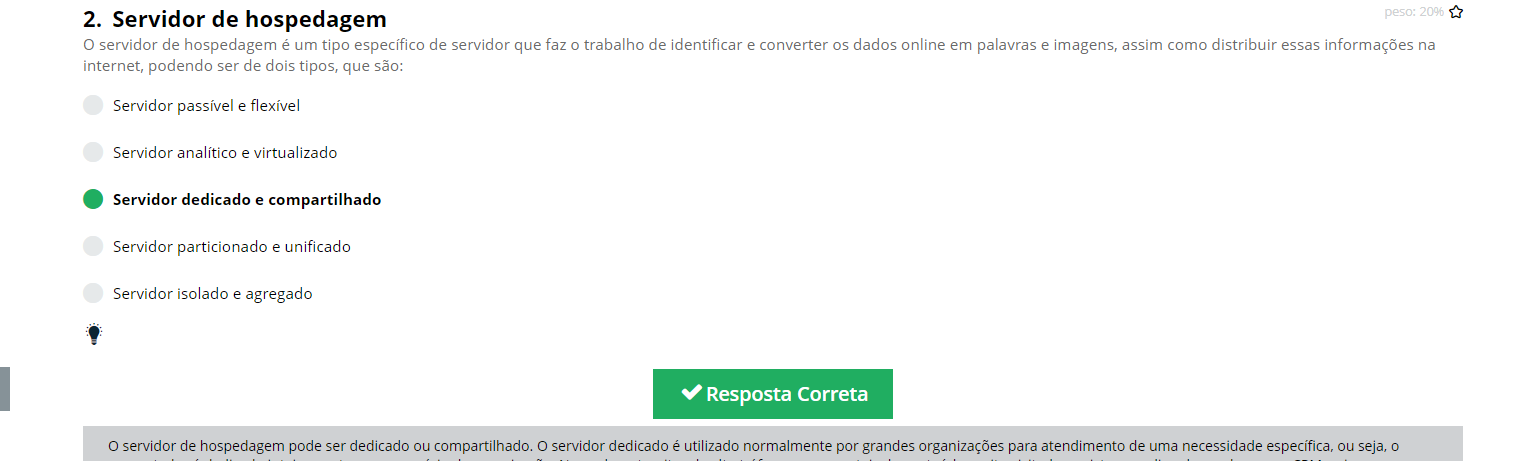 2. Servidor de hospedagem
peso: 20%
O servidor de hospedagem é um tipo específico de servidor que faz o trabalho de identificar e converter os dados online em palavras e imagens, assim como distribuir essas informações na
internet, podendo ser de dois tipos, que são:
Servidor passível e flexível
Servidor analítico e virtualizado
Servidor dedicado e compartilhado
Servidor particionado e unificado
Servidor isolado e agregado
Resposta Correta
O servidor de hospedagem pode ser dedicado ou compartilhado. O servidor dedicado é utilizado normalmente por grandes organizações para atendimento de uma necessidade específica, ou seja, o